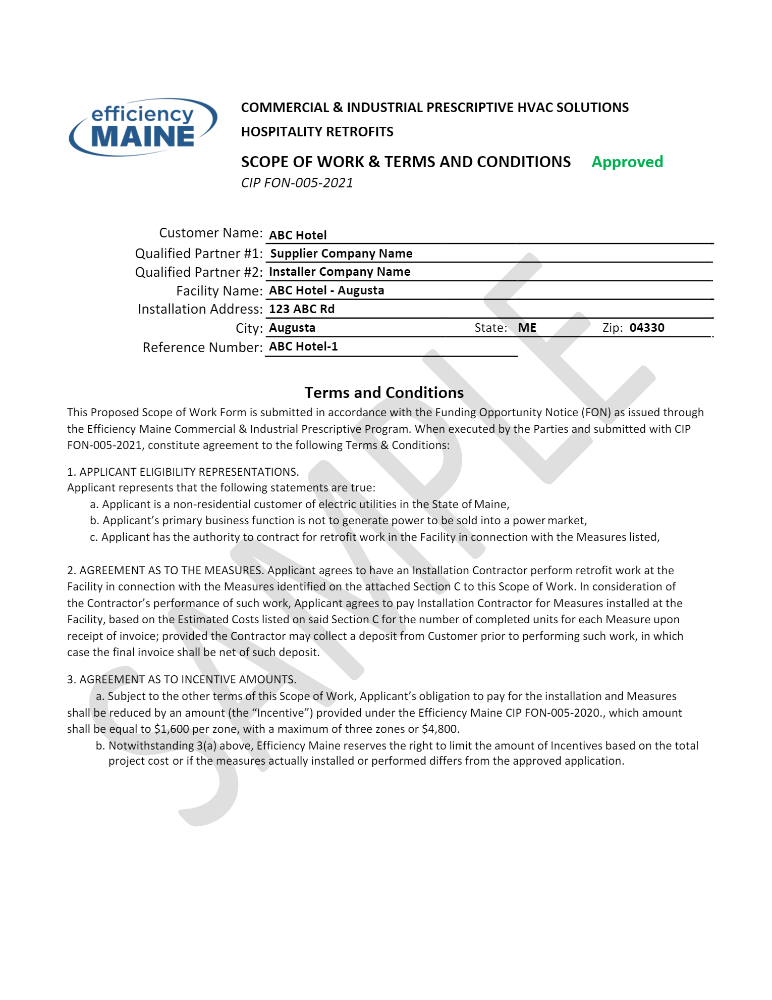 efficiency
MAINE
COMMERCIAL & INDUSTRIAL PRESCRIPTIVE HVAC SOLUTIONS
HOSPITALITY RETROFITS
SCOPE OF WORK & TERMS AND CONDITIONS Approved
CIP FON-005-2021
Customer Name: ABC Hotel
Qualified Partner #1: Supplier Company Name
Qualified Partner #2: Installer Company Name
Facility Name: ABC Hotel - Augusta
Installation Address: 123 ABC Rd
City: Augusta State: ME Zip: 04330
Reference Number: ABC Hotel-1
Terms and Conditions
This Proposed Scope of Work Form is submitted in accordance with the Funding Opportunity Notice (FON) as issued through
the Efficiency Maine Commercial & Industrial Prescriptive Program. When executed by the Parties and submitted with CIP
FON-005-2021, constitute agreement to the following Terms & Conditions:
1. APPLICANT ELIGIBILITY REPRESENTATIONS.
Applicant represents that the following statements are true:
a. Applicant is a non-residential customer of electric utilities in the State of Maine,
b. Applicant’s primary business function is not to generate power to be sold into a power market,
c. Applicant has the authority to contract for retrofit work in the Facility in connection with the Measures listed,
2. AGREEMENT AS TO THE MEASURES. Applicant agrees to have an Installation Contractor perform retrofit work at the
Facility in connection with the Measures identified on the attached Section C to this Scope of Work. In consideration of
the Contractor’s performance of such work, Applicant agrees to pay Installation Contractor for Measures installed at the
Facility, based on the Estimated Costs listed on said Section C for the number of completed units for each Measure upon
receipt of invoice; provided the Contractor may collect a deposit from Customer prior to performing such work, in which
case the final invoice shall be net of such deposit.
3. AGREEMENT AS TO INCENTIVE AMOUNTS.
a. Subject to the other terms of this Scope of Work, Applicant’s obligation to pay for the installation and Measures
shall be reduced by an amount (the “Incentive”) provided under the Efficiency Maine CIP FON-005-2020., which amount
shall be equal to $1,600 per zone, with a maximum of three zones or $4,800.
b. Notwithstanding 3(a) above, Efficiency Maine reserves the right to limit the amount of Incentives based on the total
project cost or if the measures actually installed or performed differs from the approved application.
SAMPLE